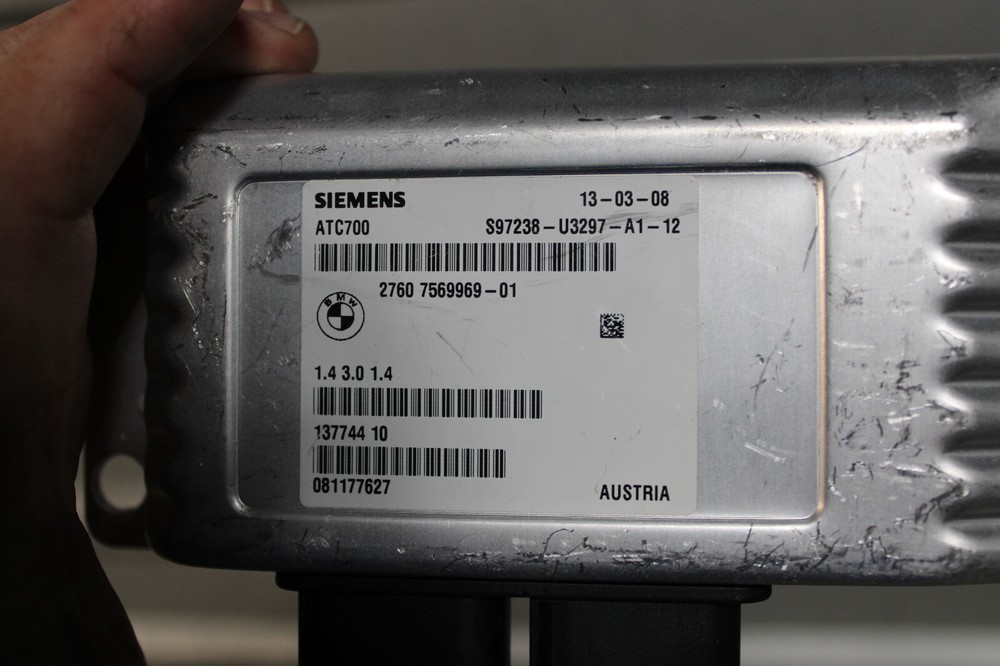 SIEMENS 13-03-08
ATC700 S97238-U3297-A1-12
2760 7569969-01
BMW
1.4 3.0 1.4
137744 10
081177627
AUSTRIA